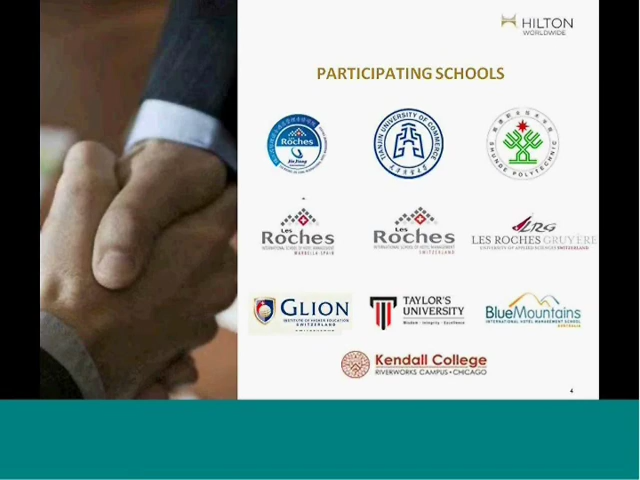 HILTON
WORLDWIDE
PARTICIPATING SCHOOLS
Les
Roches
Jin Jiang
TIANJIN UNIVERSITY OF COMMERCE
SHUNDE POLYTECHNIC
Les
Roches
INTERNATIONAL SCHOOL OF HOTEL MANAGEMENT
MARBELLA SPAIN
Les
Roches
INTERNATIONAL SCHOOL OF HOTEL MANAGEMENT
SWITZERLAND
LRG
LES ROCHES GRUYÈRE
UNIVERSITY OF APPLIED SCIENCES SWITZERLAND
GLION
INSTITUTE OF HIGHER EDUCATION
SWITZERLAND
TAYLOR'S
UNIVERSITY
Wisdom · Integrity · Excellence
BlueMountains
INTERNATIONAL HOTEL MANAGEMENT SCHOOL
AUSTRALIA
Kendall College
RIVERWORKS CAMPUS • CHICAGO
4